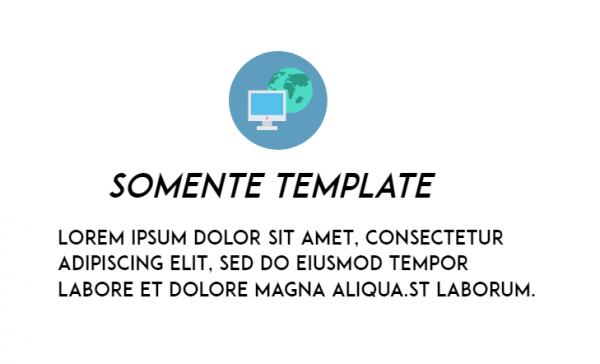 SOMENTE TEMPLATE
LOREM IPSUM DOLOR SIT AMET, CONSECTETUR
ADIPISCING ELIT, SED DO EIUSMOD TEMPOR
LABORE ET DOLORE MAGNA ALIQUA.ST LABORUM.